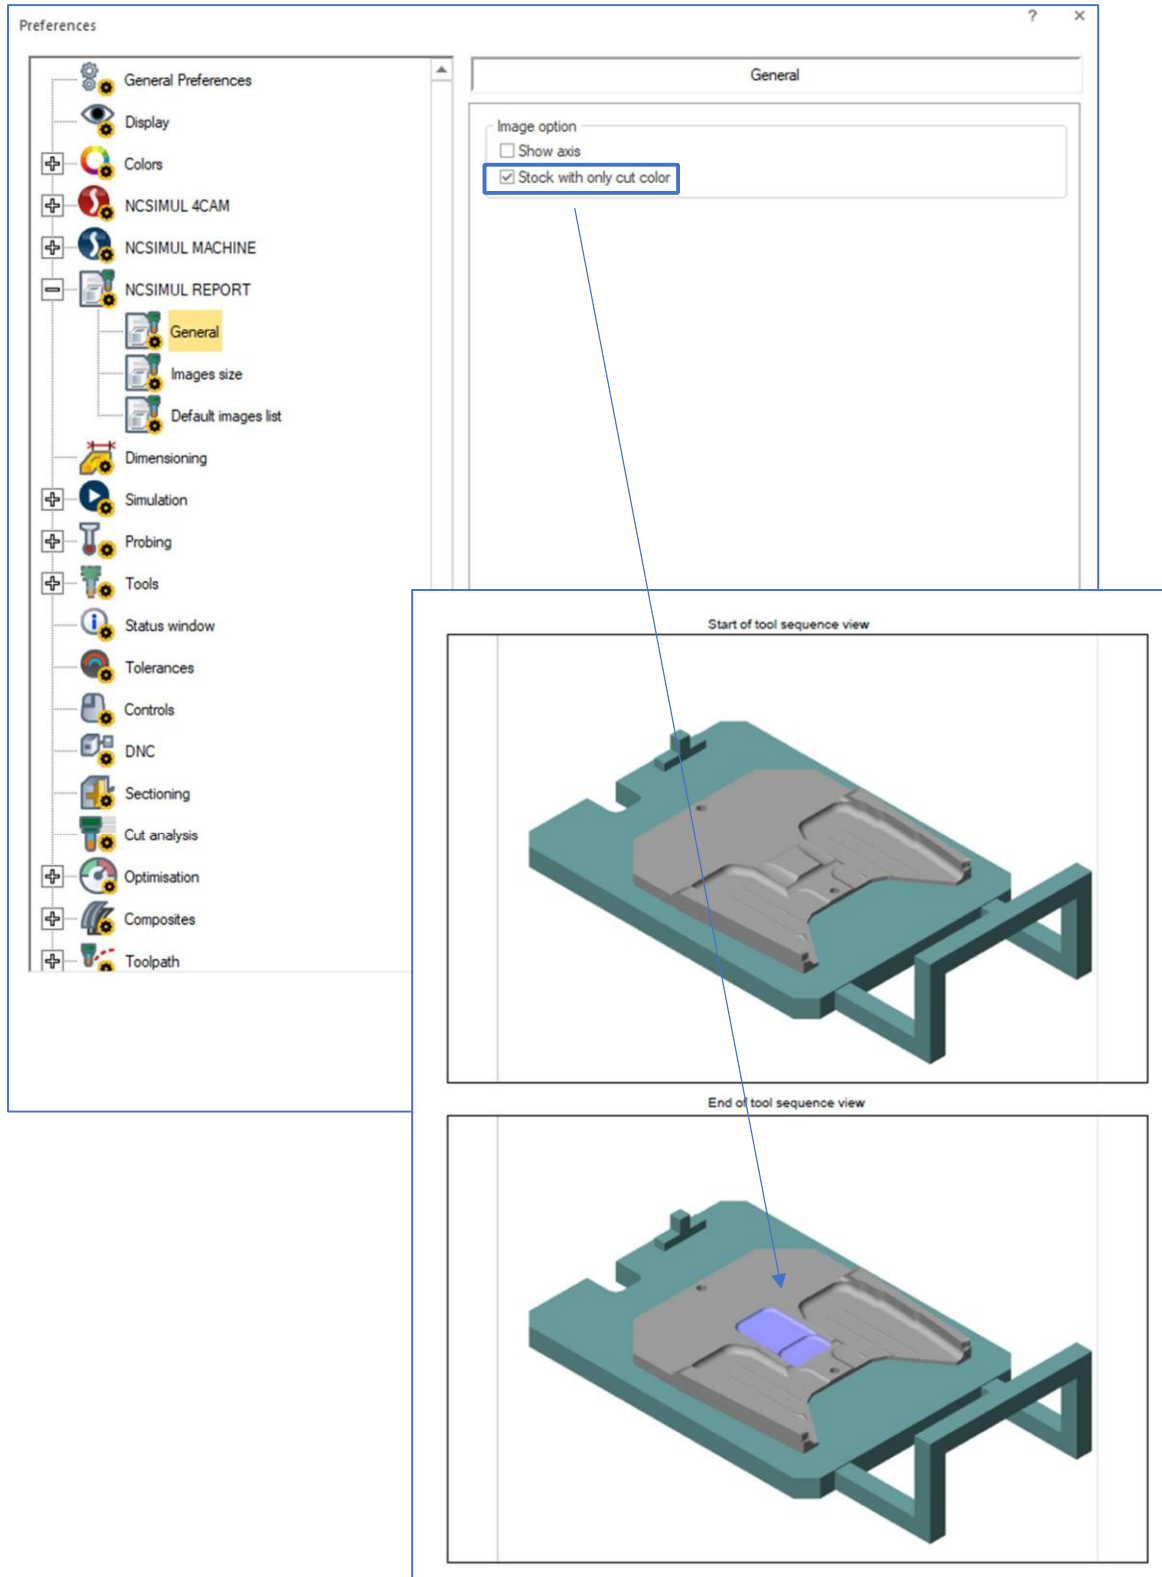 Preferences
?
×
General Preferences
Display
Colors
NCSIMUL 4CAM
NCSIMUL MACHINE
NCSIMUL REPORT
General
Images size
Default images list
Dimensioning
Simulation
Probing
Tools
Status window
Tolerances
Controls
DNC
Sectioning
Cut analysis
Optimisation
Composites
Toolpath
General
Image option
Show axis
Stock with only cut color
Start of tool sequence view
End of tool sequence view